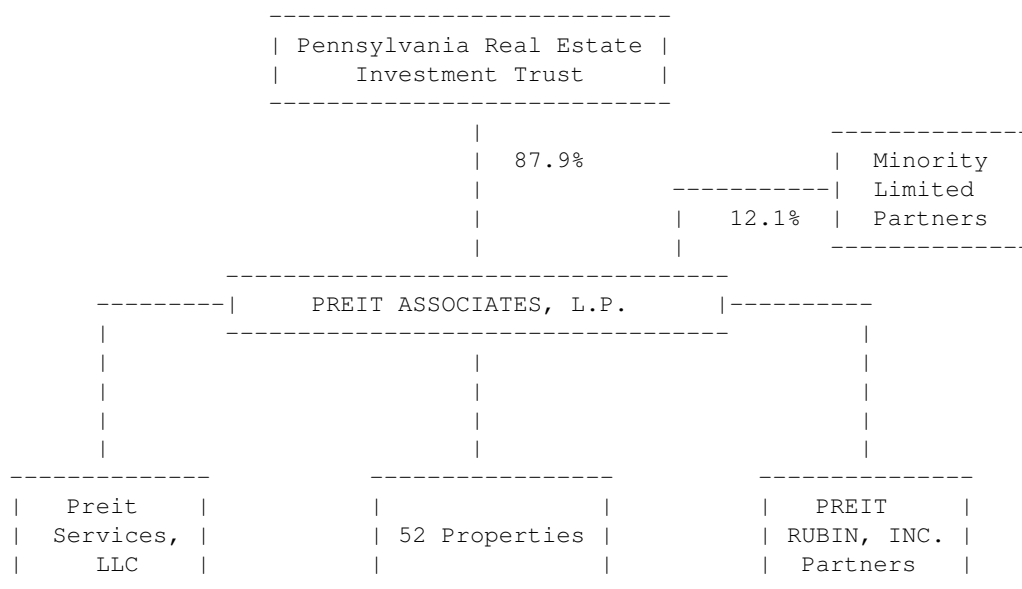 Pennsylvania Real Estate
Investment Trust
87.9%
Minority
Limited
12.1%
Partners
PREIT ASSOCIATES, L.P.
Preit
Services,
LLC
52 Properties
PREIT
RUBIN, INC.
Partners